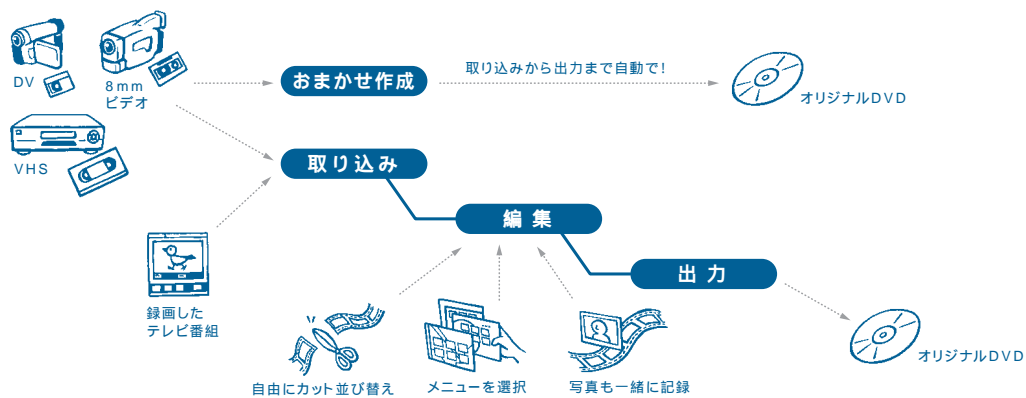 DV
8mm
ビデオ
VHS
おまかせ作成
取り込みから出力まで自動で!
オリジナルDVD
取り込み
録画した
テレビ番組
編集
自由にカット並び替え
メニューを選択
写真も一緒に記録
出力
オリジナルDVD